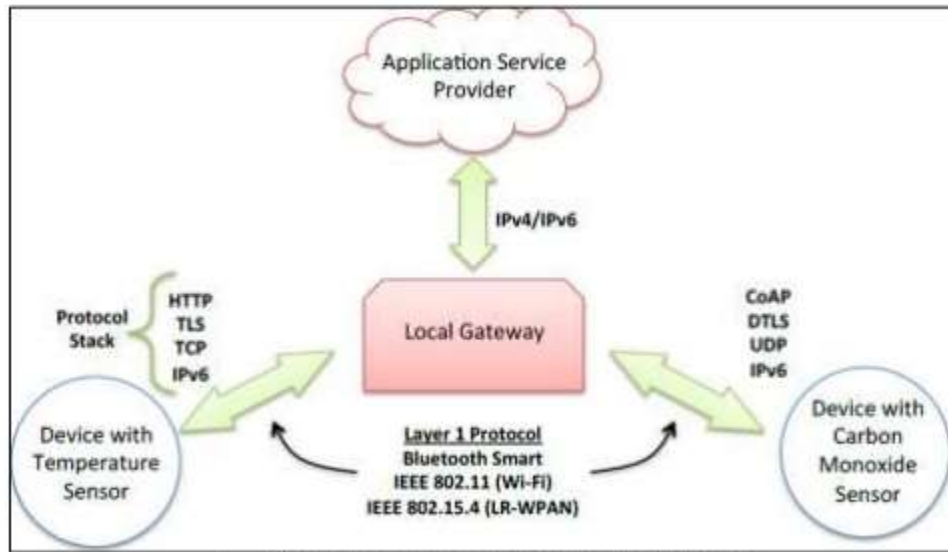 Application Service
Provider
IPv4/IPv6
Protocol
Stack
HTTP
TLS
TCP
IPv6
Local Gateway
CoAP
DTLS
UDP
IPv6
Device with
Temperature
Sensor
Layer 1 Protocol
Bluetooth Smart
IEEE 802.11 (Wi-Fi)
IEEE 802.15.4 (LR-WPAN)
Device with
Carbon
Monoxide
Sensor